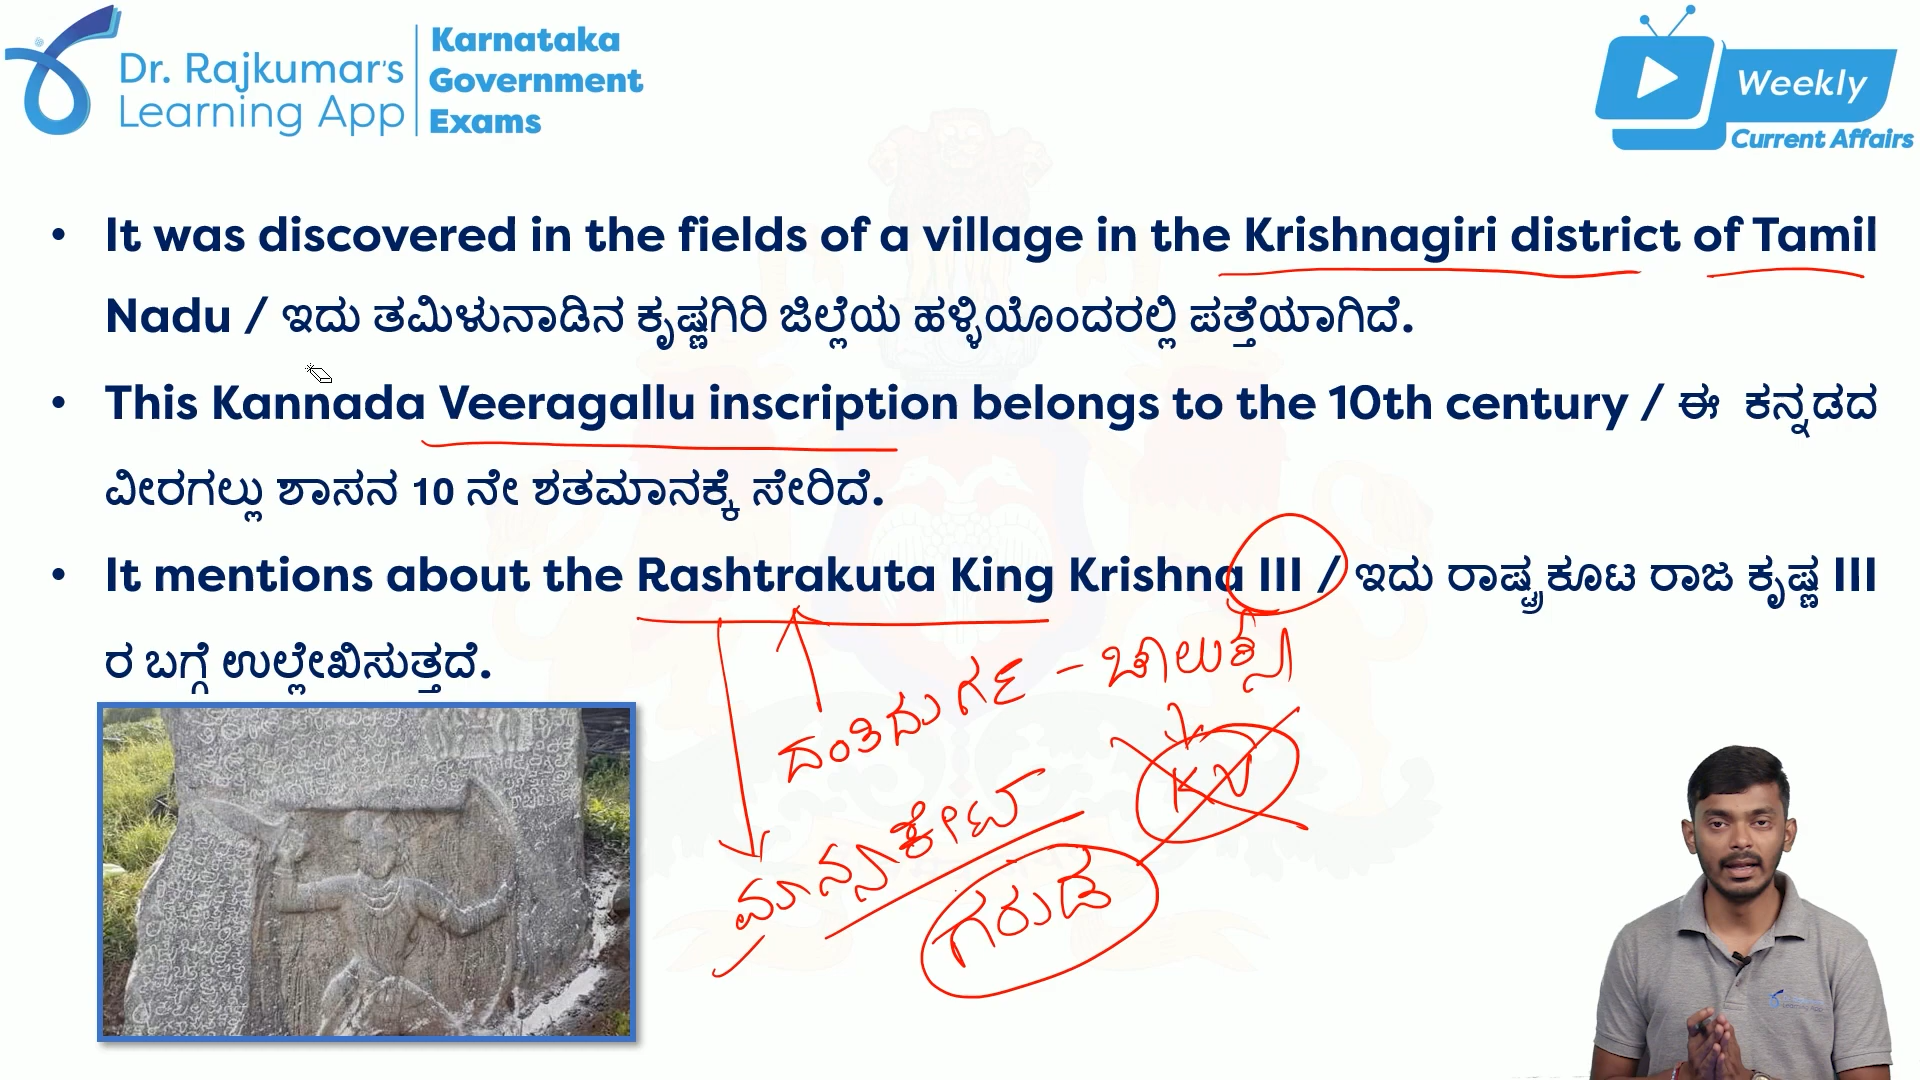 Dr. Rajkumar's
Learning App
Karnataka
Government
Exams
Weekly
Current Affairs
• It was discovered in the fields of a village in the Krishnagiri district of Tamil
Nadu / ಇದು ತಮಿಳುನಾಡಿನ ಕೃಷ್ಣಗಿರಿ ಜಿಲ್ಲೆಯ ಹಳ್ಳಿಯೊಂದರಲ್ಲಿ ಪತ್ತೆಯಾಗಿದೆ.
• This Kannada Veeragallu inscription belongs to the 10th century / ಈ ಕನ್ನಡದ
ವೀರಗಲ್ಲು ಶಾಸನ 10 ನೇ ಶತಮಾನಕ್ಕೆ ಸೇರಿದೆ.
• It mentions about the Rashtrakuta King Krishna III / ಇದು ರಾಷ್ಟ್ರಕೂಟ ರಾಜ ಕೃಷ್ಣ III
ರ ಬಗ್ಗೆ ಉಲ್ಲೇಖಿಸುತ್ತದೆ.
ದಂತಿದುರ್ಗ - ಚಾಲುಕ್ಯ
KV
ಮಾನ್ಯಖೇಟ
ಗರುಡ